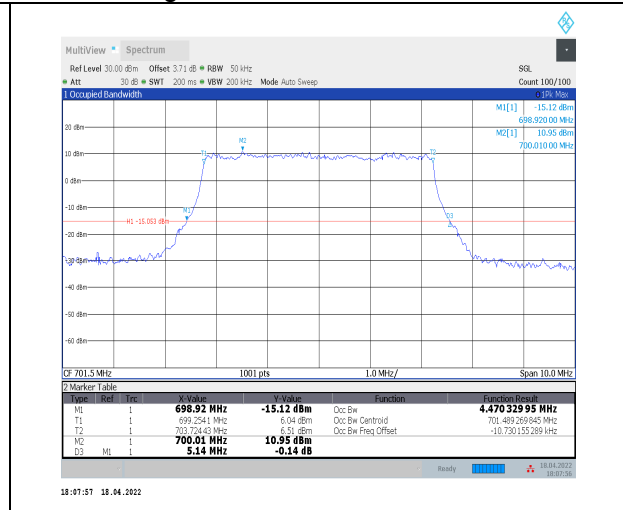 MultiView Spectrum
Ref Level 30.00 dBm Offset 3.71 dB RBW 50 kHz SGL
Att 30 dB SWT 200 ms VBW 200 kHz Mode Auto Sweep Count 100/100
1 Occupied Bandwidth 1Pk Max
M1[1] -15.12 dBm
698.920 00 MHz
M2[1] 10.95 dBm
700.010 00 MHz
20 dBm
M2
10 dBm T1 T2
0 dBm
-10 dBm
M1
H1 -15.053 dBm D3
-20 dBm
-30 dBm
-40 dBm
-50 dBm
-60 dBm
CF 701.5 MHz 1001 pts 1.0 MHz/ Span 10.0 MHz
2 Marker Table
Type Ref Trc X-Value Y-Value Function Function Result
M1 1 698.92 MHz -15.12 dBm Occ Bw 4.470 329 95 MHz
T1 1 699.2541 MHz 6.04 dBm Occ Bw Centroid 701.489 269 845 MHz
T2 1 703.7244 3 MHz 6.51 dBm Occ Bw Freq Offset -10.730 155 289 kHz
M2 1 700.01 MHz 10.95 dBm
D3 M1 1 5.14 MHz -0.14 dB
Ready 18.04.2022
18:07:56
18:07:57 18.04.2022